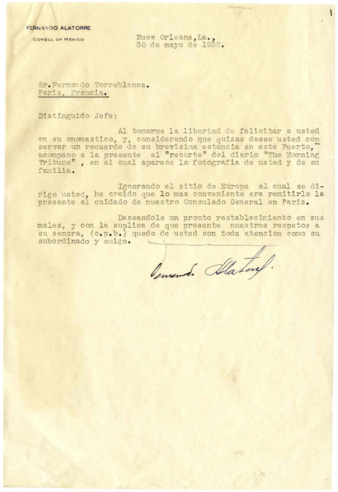 FERNANDO ALATORRE
CONSUL OF MEXICO
Nuew Orleans,La.,
30 de mayo de 1932.
Sr.Fernando Torreblanca.
Paris, Francia.
Distinguido Jefe:
Al tomarme la libertad de felicitar a usted
en su onomastico, y, considerando que quizas desee usted con
servar un recuerdo de su brevisima estancia en este Puerto,
acompaño a la presente el "recorte" del diario "The Morning
Tribune", en el cual aparece la fotografia de usted y de su
familia.
Ignorando el sitio de Europa al cual se di-
rige usted, he creido que lo mas conveniente era remitirle la
presente al cuidado de nuestro Consulado General en Paris.
Deseandole un pronto restablecimiento en sus
males, y con la suplica de que presente nuestros respetos a
su senora, (c.p.b.) quedo de usted con toda atencion como su
subordinado y amigo.
Fernando Alatorre